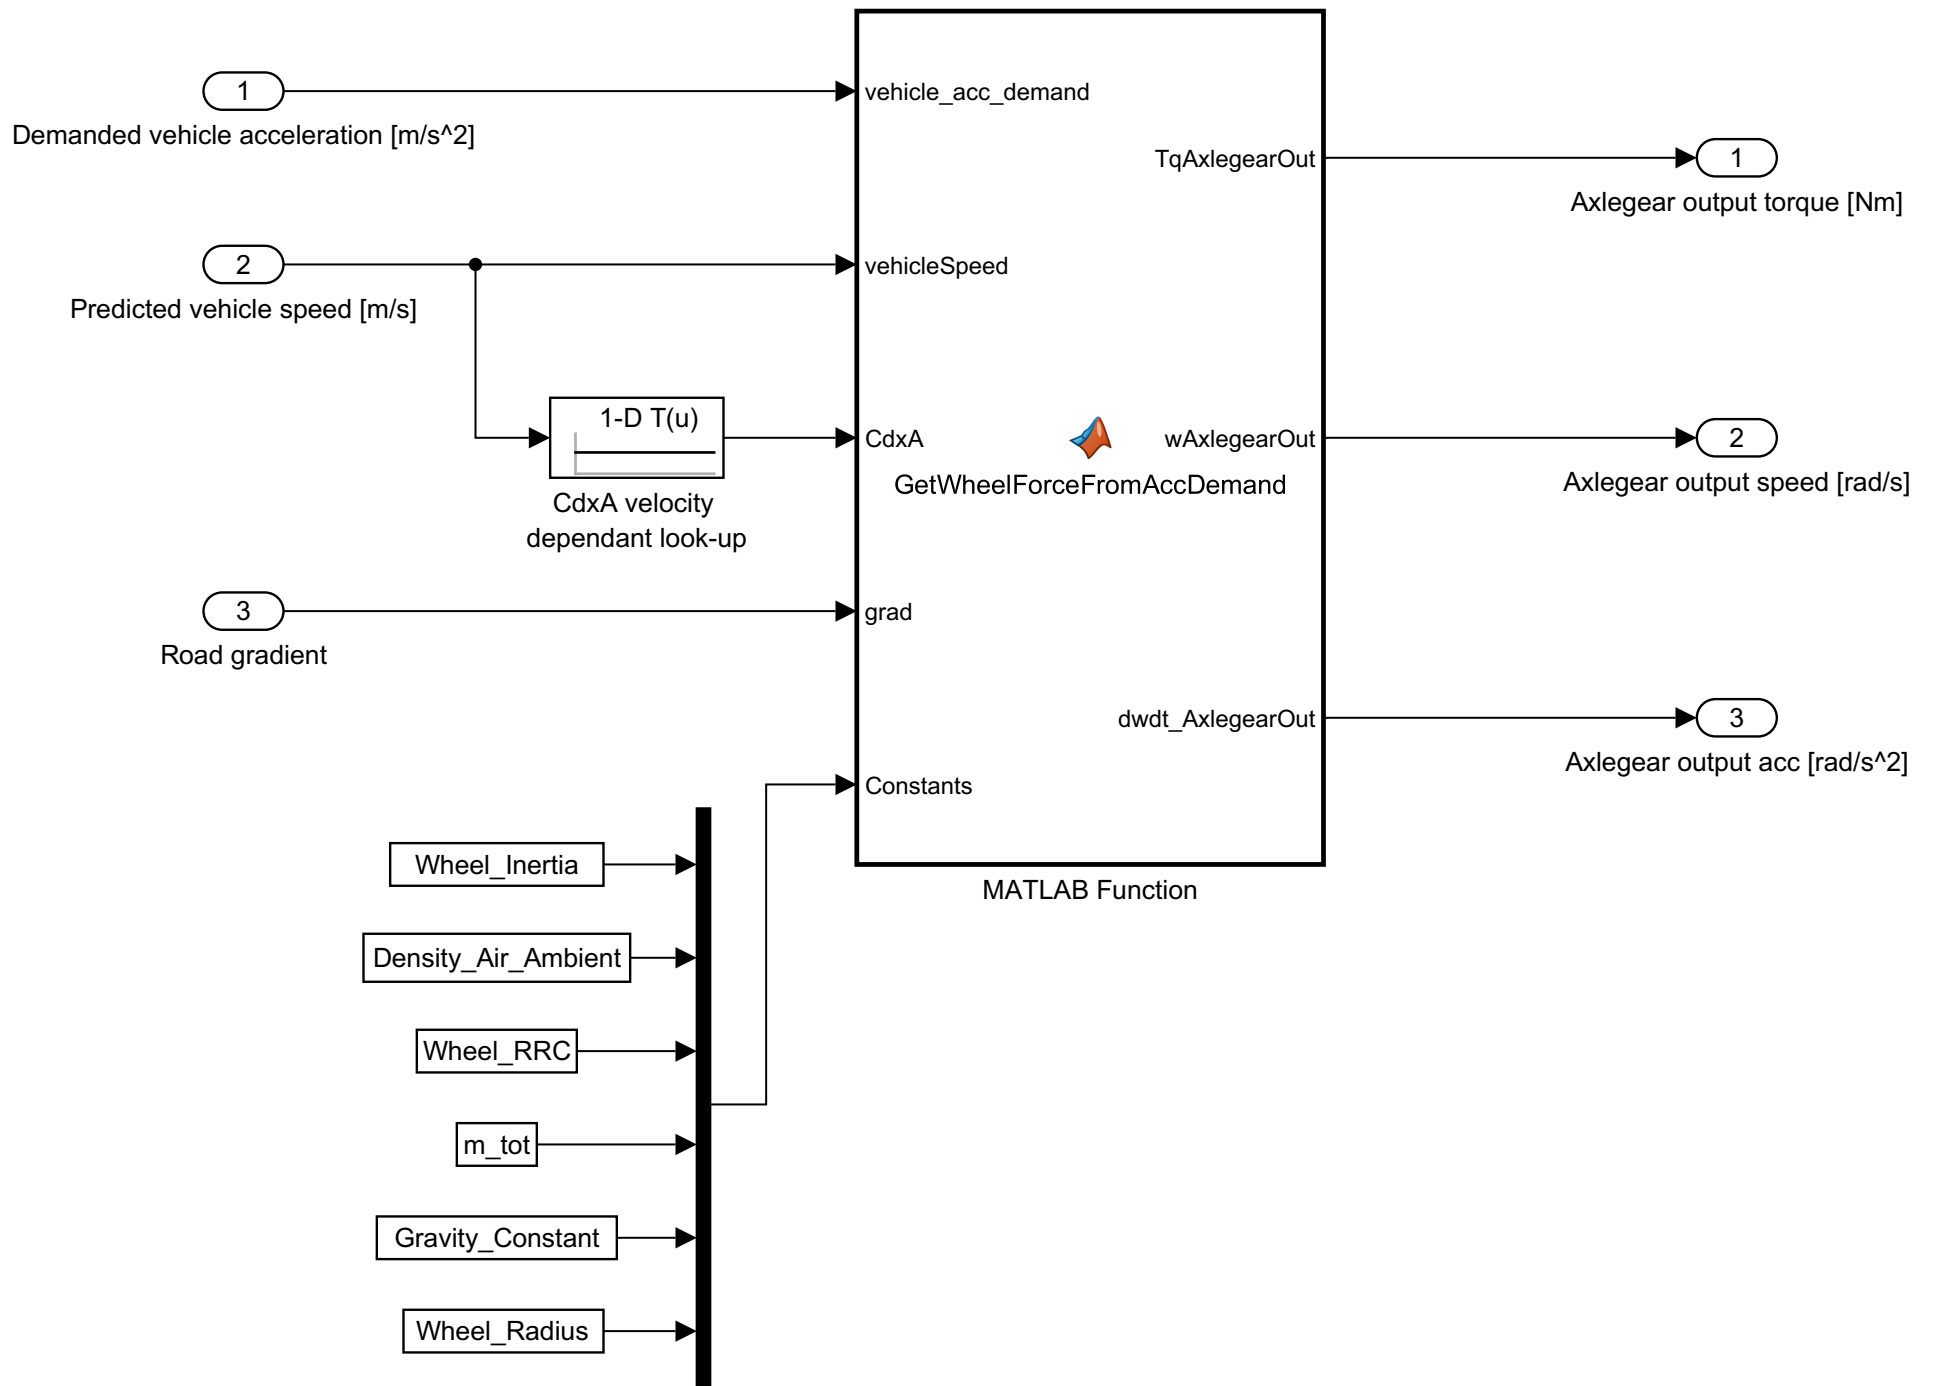 1
Demanded vehicle acceleration [m/s^2]
2
Predicted vehicle speed [m/s]
1-D T(u)
CdxA velocity
dependant look-up
3
Road gradient
Wheel_Inertia
Density_Air_Ambient
Wheel_RRC
m_tot
Gravity_Constant
Wheel_Radius
vehicle_acc_demand
vehicleSpeed
CdxA
grad
Constants
GetWheelForceFromAccDemand
TqAxlegearOut
wAxlegearOut
dwdt_AxlegearOut
MATLAB Function
1
Axlegear output torque [Nm]
2
Axlegear output speed [rad/s]
3
Axlegear output acc [rad/s^2]